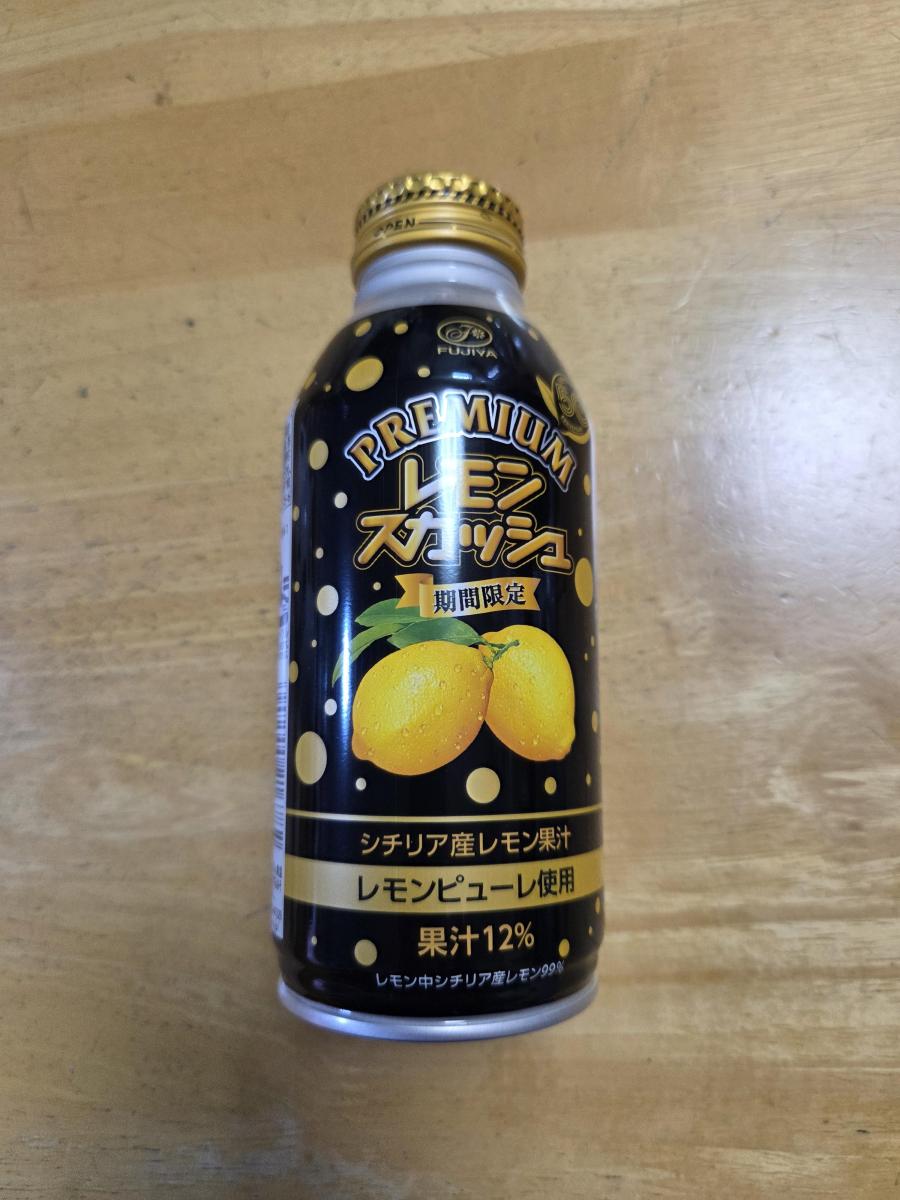 OPEN
FUJIYA
PREMIUM
レモン
スカッシュ
期間限定
シチリア産レモン果汁
レモンピューレ使用
果汁12%
レモン中シチリア産レモン99%